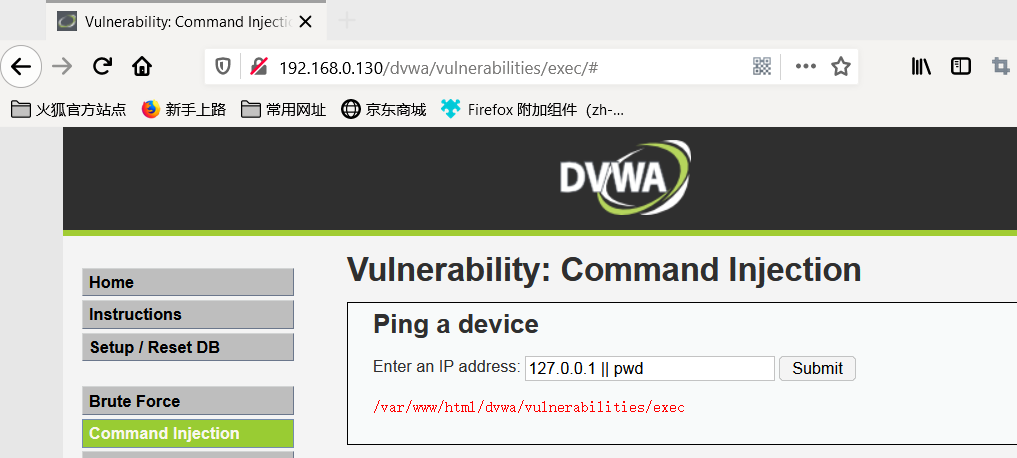 Vulnerability: Command Injectic
192.168.0.130/dvwa/vulnerabilities/exec/#
火狐官方站点 新手上路 常用网址 京东商城 Firefox 附加组件（zh-...
DVWA
Vulnerability: Command Injection
Home
Instructions
Setup / Reset DB
Brute Force
Command Injection
Ping a device
Enter an IP address: 127.0.0.1 || pwd Submit
/var/www/html/dvwa/vulnerabilities/exec